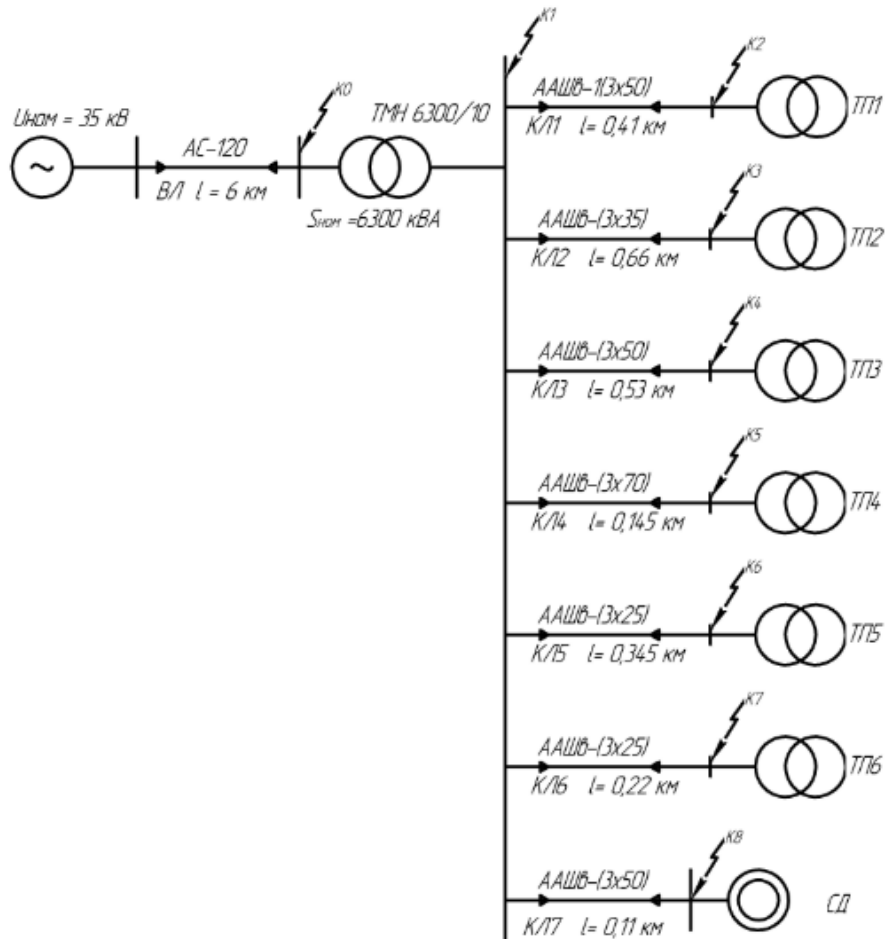 Uном = 35 кВ
АС-120
ВЛ l = 6 км
К0
ТМН 6300/10
Sном =6300 кВА
К1
ААШв-1(3х50)
КЛ1 l= 0,41 км
К2
ТП1
ААШв-(3х35)
КЛ2 l= 0,66 км
К3
ТП2
ААШв-(3х50)
КЛ3 l= 0,53 км
К4
ТП3
ААШв-(3х70)
КЛ4 l= 0,145 км
К5
ТП4
ААШв-(3х25)
КЛ5 l= 0,345 км
К6
ТП5
ААШв-(3х25)
КЛ6 l= 0,22 км
К7
ТП6
ААШв-(3х50)
КЛ7 l= 0,11 км
К8
СД